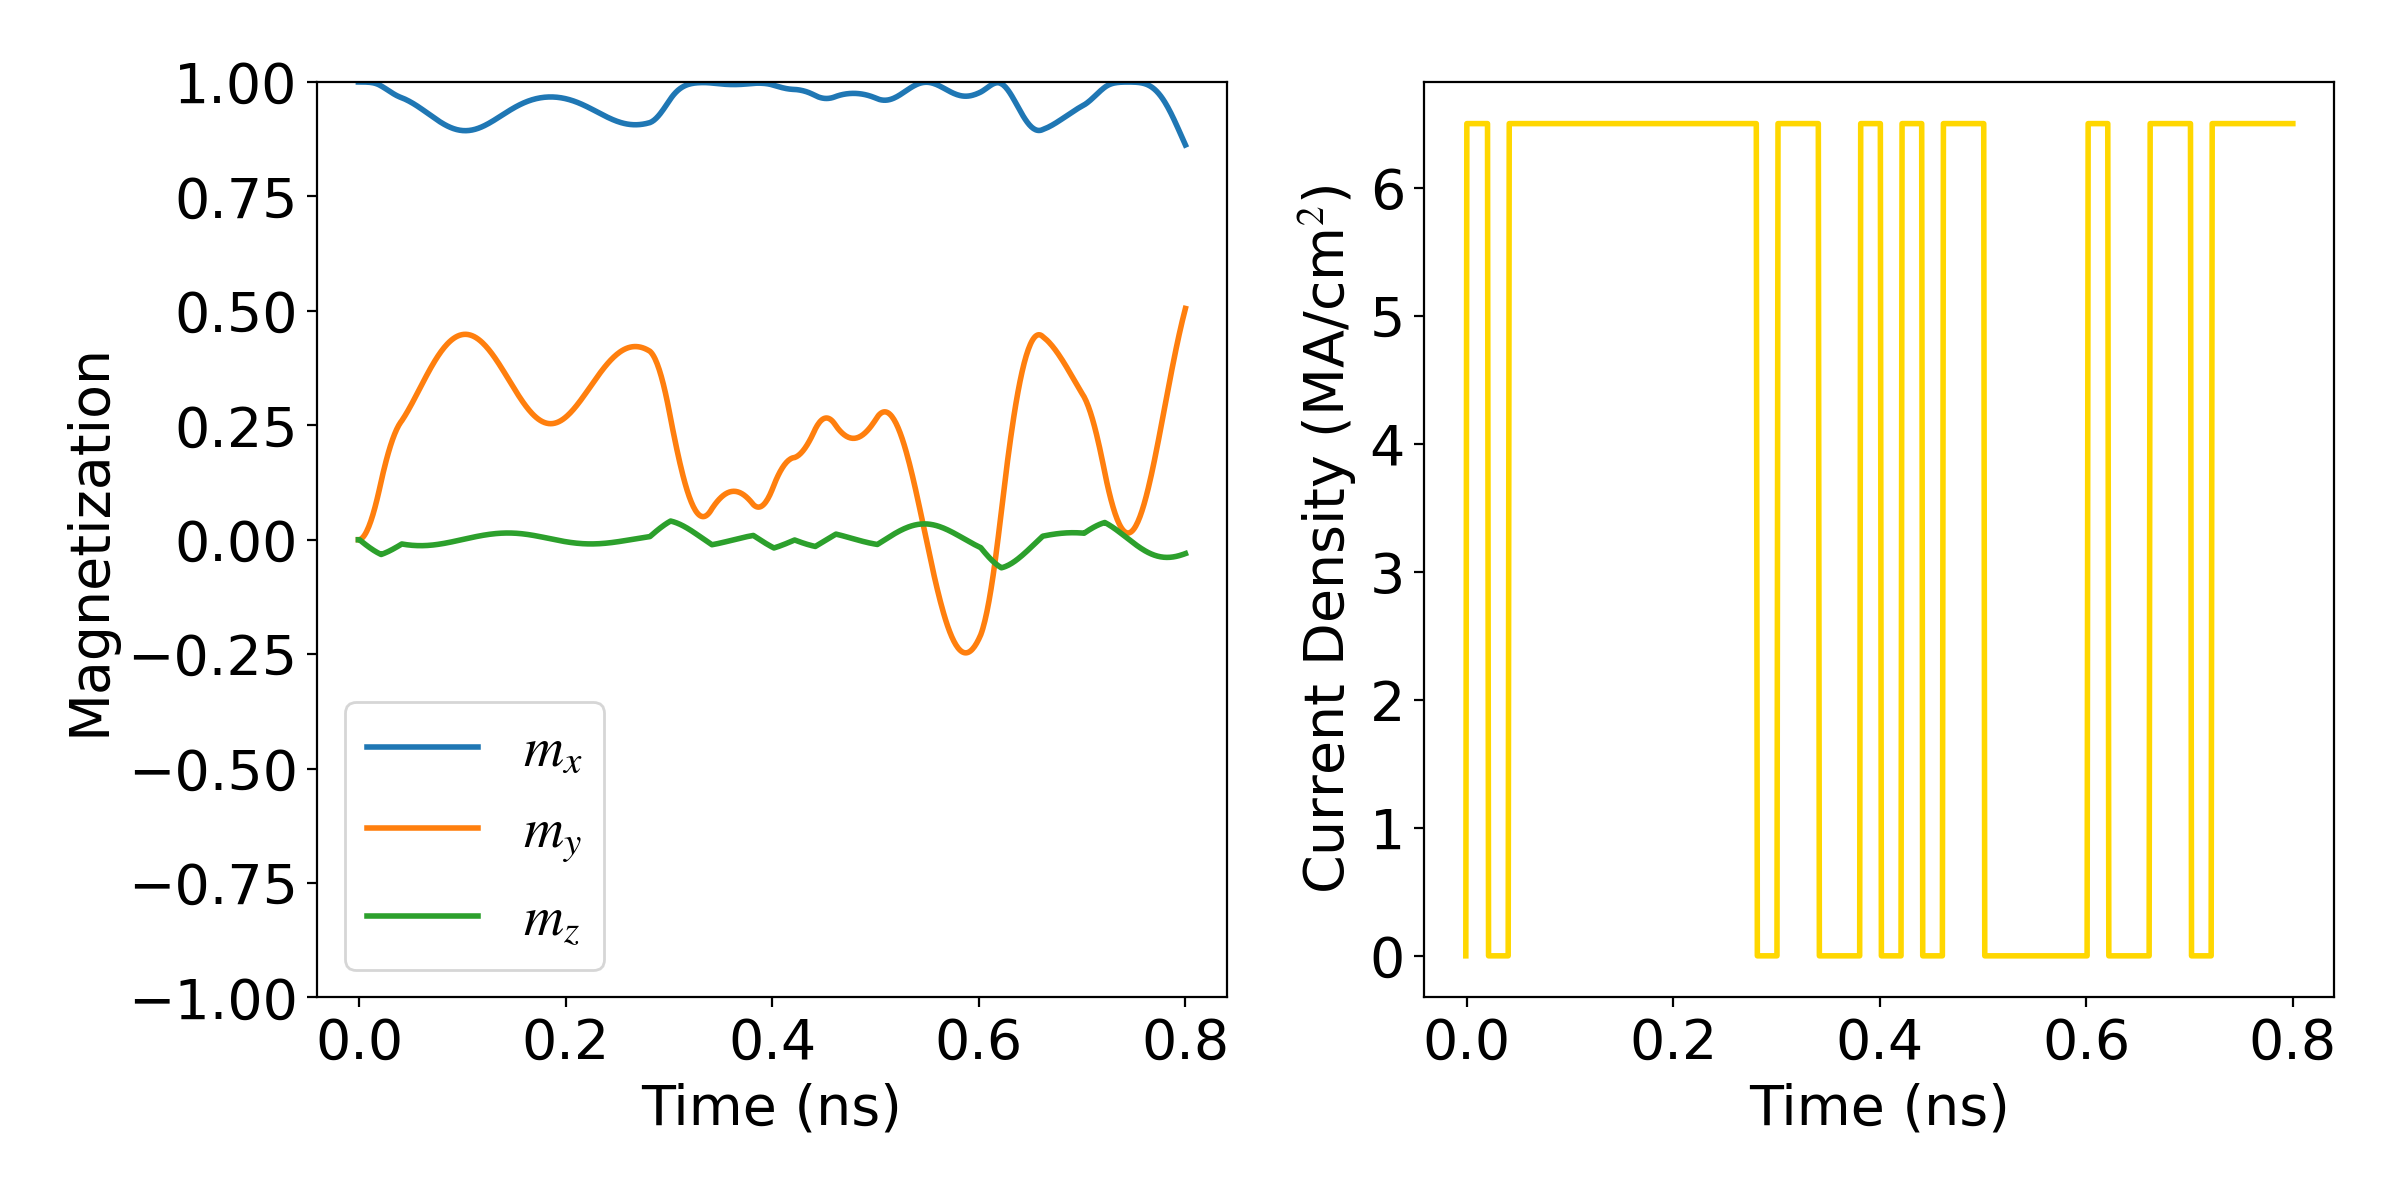 Magnetization
1.00
0.75
0.50
0.25
0.00
−0.25
−0.50
−0.75
−1.00
m_x
m_y
m_z
0.0 0.2 0.4 0.6 0.8
Time (ns)
Current Density (MA/cm²)
6
5
4
3
2
1
0
0.0 0.2 0.4 0.6 0.8
Time (ns)